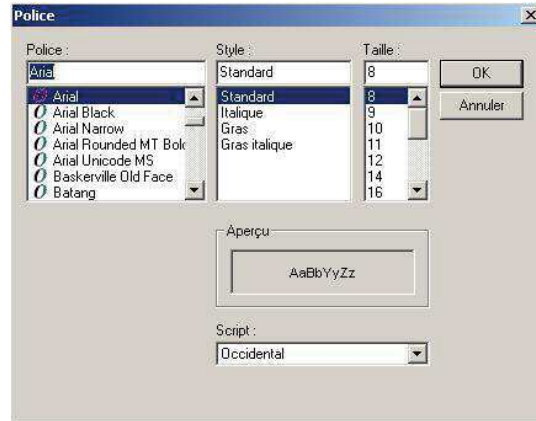 Police
Police :
Arial
Arial
Arial Black
Arial Narrow
Arial Rounded MT Bol
Arial Unicode MS
Baskerville Old Face
Batang
Style :
Standard
Standard
Italique
Gras
Gras italique
Taille :
8
8
9
10
11
12
14
16
OK
Annuler
Aperçu
AaBbYyZz
Script :
Occidental